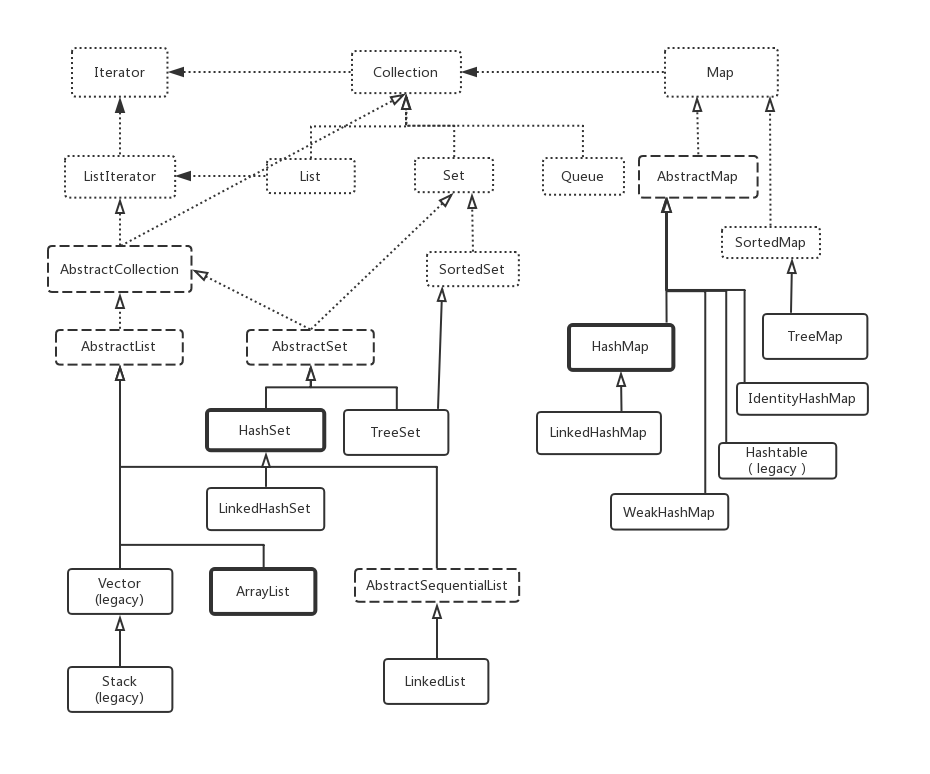 Iterator
Collection
Map
ListIterator
List
Set
Queue
AbstractMap
SortedMap
AbstractCollection
SortedSet
AbstractList
AbstractSet
HashMap
TreeMap
IdentityHashMap
HashSet
TreeSet
LinkedHashMap
Hashtable
( legacy )
LinkedHashSet
WeakHashMap
Vector
(legacy)
ArrayList
AbstractSequentialList
Stack
(legacy)
LinkedList